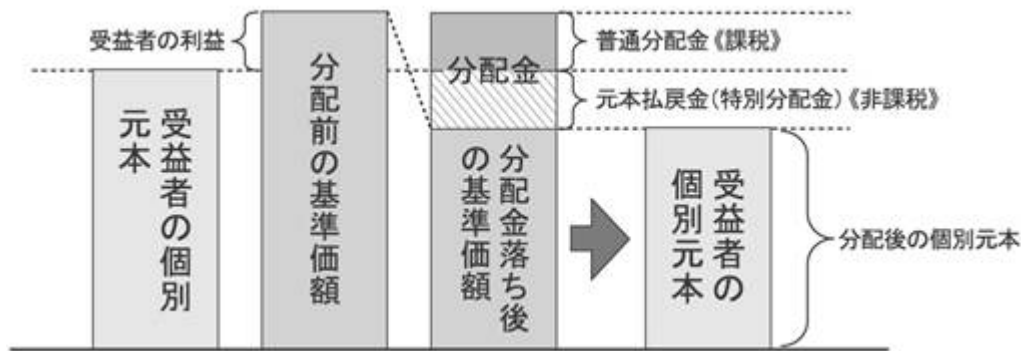 受益者の利益
受益者の個別
元本
分配前の基準価額
分配金
分配金落ち後
の基準価額
普通分配金《課税》
元本払戻金(特別分配金)《非課税》
受益者の
個別元本
分配後の個別元本